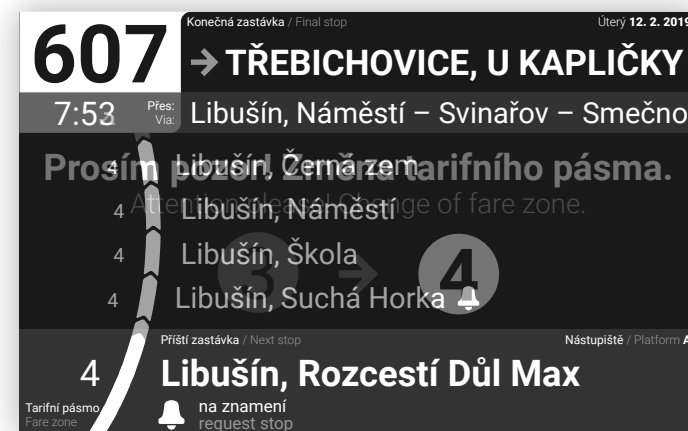 607
Konečná zastávka / Final stop
Úterý 12. 2. 2019
→ TŘEBICHOVICE, U KAPLIČKY
7:53
Přes:
Via:
Libušín, Náměstí – Svinařov – Smečno
Prosím pozor! Změna tarifního pásma.
Attention please! Change of fare zone.
4 Libušín, Černá zem
4 Libušín, Náměstí
4 Libušín, Škola
3 → 4
4 Libušín, Suchá Horka
Příští zastávka / Next stop
Nástupiště / Platform A
4
Libušín, Rozcestí Důl Max
Tarifní pásmo
Fare zone
na znamení
request stop